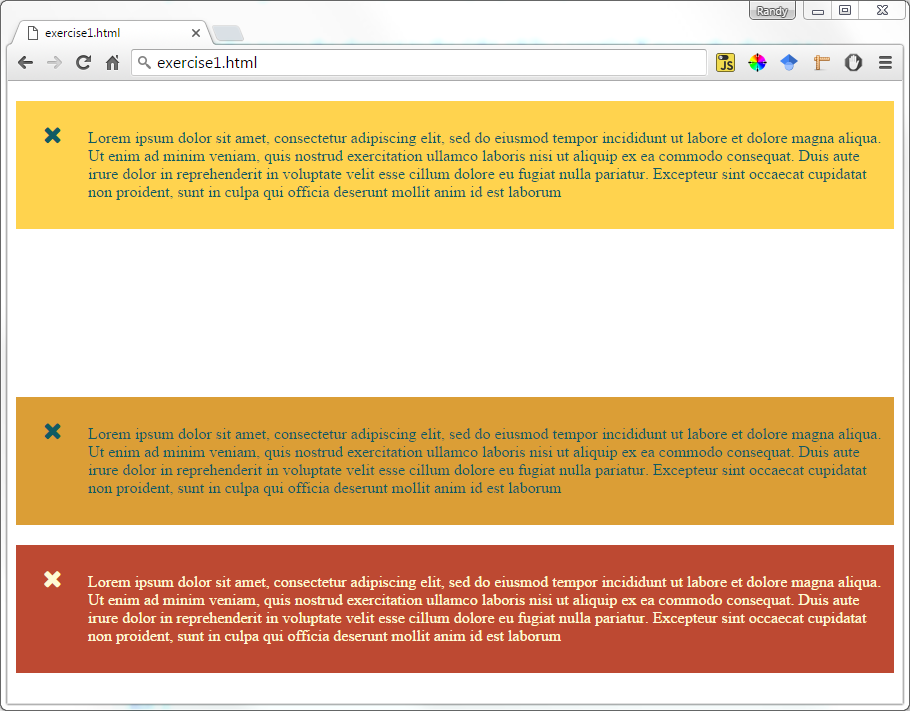 Randy
exercise1.html
exercise1.html
JS
Lorem ipsum dolor sit amet, consectetur adipiscing elit, sed do eiusmod tempor incididunt ut labore et dolore magna aliqua.
Ut enim ad minim veniam, quis nostrud exercitation ullamco laboris nisi ut aliquip ex ea commodo consequat. Duis aute
irure dolor in reprehenderit in voluptate velit esse cillum dolore eu fugiat nulla pariatur. Excepteur sint occaecat cupidatat
non proident, sunt in culpa qui officia deserunt mollit anim id est laborum
Lorem ipsum dolor sit amet, consectetur adipiscing elit, sed do eiusmod tempor incididunt ut labore et dolore magna aliqua.
Ut enim ad minim veniam, quis nostrud exercitation ullamco laboris nisi ut aliquip ex ea commodo consequat. Duis aute
irure dolor in reprehenderit in voluptate velit esse cillum dolore eu fugiat nulla pariatur. Excepteur sint occaecat cupidatat
non proident, sunt in culpa qui officia deserunt mollit anim id est laborum
Lorem ipsum dolor sit amet, consectetur adipiscing elit, sed do eiusmod tempor incididunt ut labore et dolore magna aliqua.
Ut enim ad minim veniam, quis nostrud exercitation ullamco laboris nisi ut aliquip ex ea commodo consequat. Duis aute
irure dolor in reprehenderit in voluptate velit esse cillum dolore eu fugiat nulla pariatur. Excepteur sint occaecat cupidatat
non proident, sunt in culpa qui officia deserunt mollit anim id est laborum